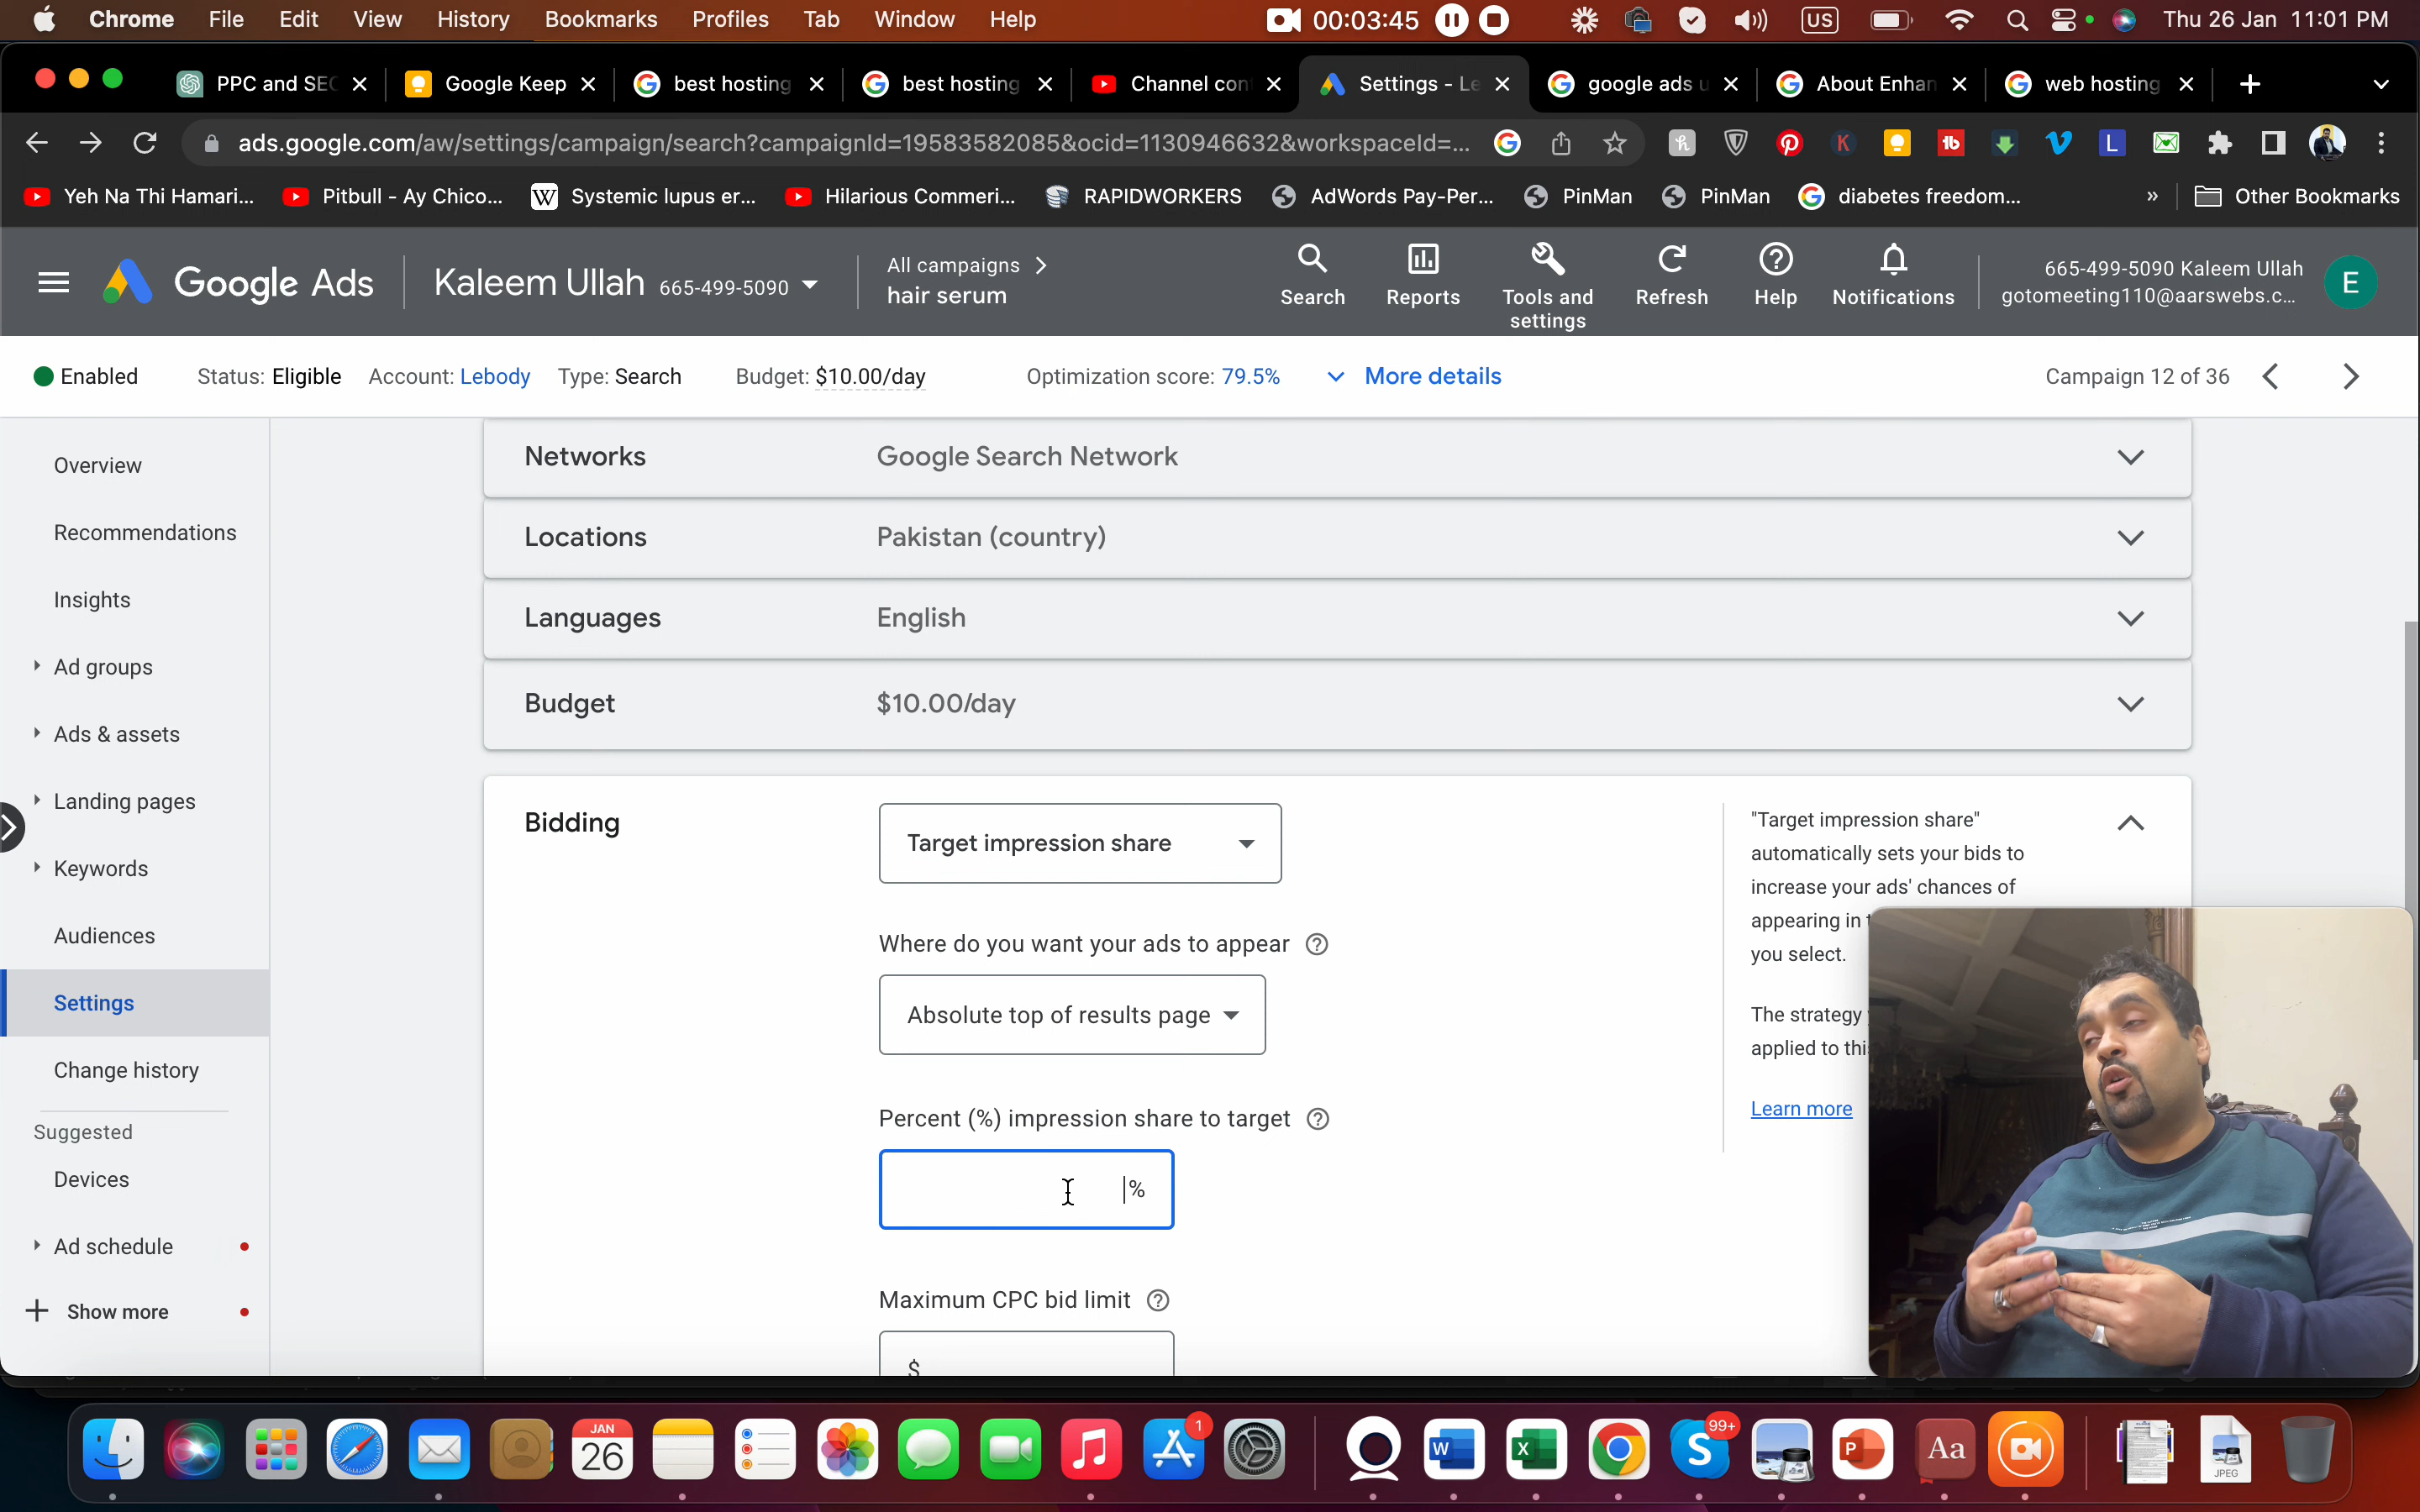 Chrome File Edit View History Bookmarks Profiles Tab Window Help 00:03:45 US Thu 26 Jan 11:01 PM
PPC and SEC Google Keep best hosting best hosting Channel con Settings - Le google ads u About Enhan web hosting
ads.google.com/aw/settings/campaign/search?campaignId=19583582085&ocid=1130946632&workspaceId=...
Yeh Na Thi Hamari... Pitbull - Ay Chico... Systemic lupus er... Hilarious Commeri... RAPIDWORKERS AdWords Pay-Per... PinMan PinMan diabetes freedom... » Other Bookmarks
Google Ads Kaleem Ullah 665-499-5090
All campaigns
hair serum
Search Reports Tools and settings Refresh Help Notifications
665-499-5090 Kaleem Ullah
gotomeeting110@aarswebs.c...
E
Enabled Status: Eligible Account: Lebody Type: Search Budget: $10.00/day Optimization score: 79.5% More details Campaign 12 of 36
Overview
Recommendations
Insights
Ad groups
Ads & assets
Landing pages
Keywords
Audiences
Settings
Change history
Suggested
Devices
Ad schedule
Show more
Networks Google Search Network
Locations Pakistan (country)
Languages English
Budget $10.00/day
Bidding Target impression share
Where do you want your ads to appear
Absolute top of results page
Percent (%) impression share to target
%
Maximum CPC bid limit
$
"Target impression share"
automatically sets your bids to
increase your ads' chances of
appearing in t
you select.
The strategy
applied to thi
Learn more
JAN
26
1
W
X
99+
S
P
Aa
JPEG